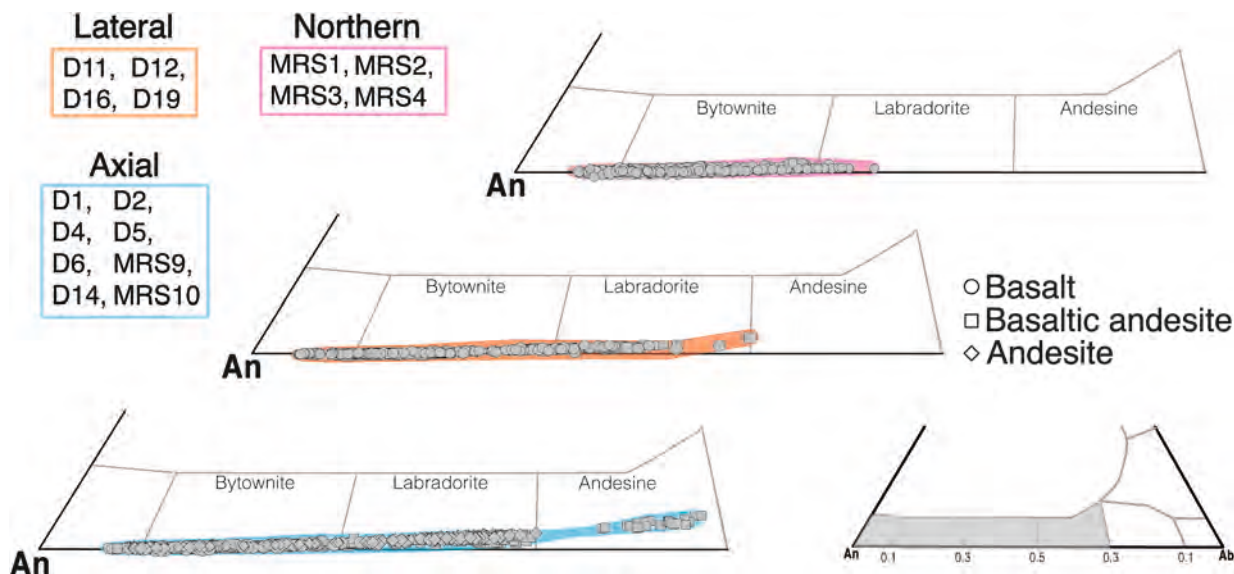 Lateral
D11, D12,
D16, D19
Northern
MRS1, MRS2,
MRS3, MRS4
Axial
D1, D2,
D4, D5,
D6, MRS9,
D14, MRS10
Bytownite Labradorite Andesine
An
Bytownite Labradorite Andesine
An
Basalt
Basaltic andesite
Andesite
Bytownite Labradorite Andesine
An
An 0.1 0.3 0.5 0.3 0.1 Ab